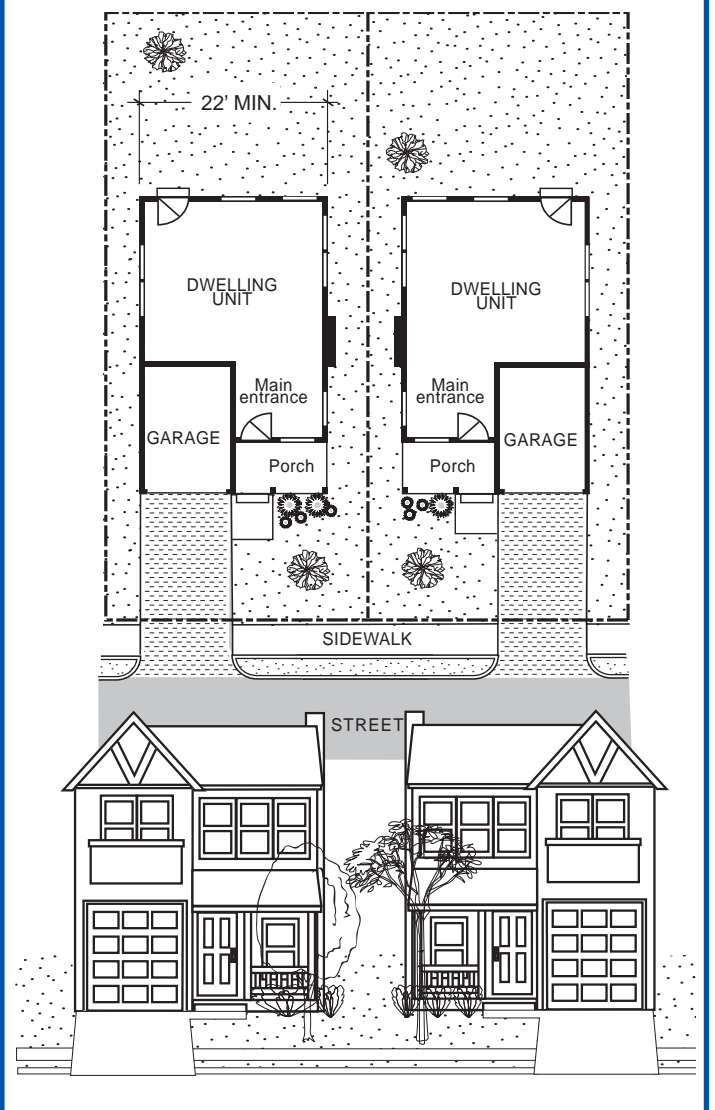 22' MIN.
DWELLING
UNIT
DWELLING
UNIT
Main
entrance
Main
entrance
GARAGE
GARAGE
Porch
Porch
SIDEWALK
STREET